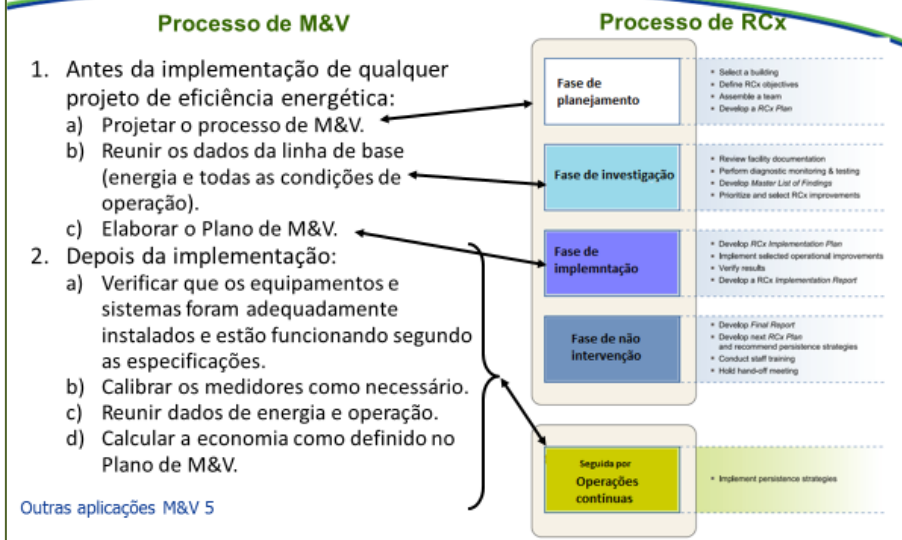 Processo de M&V
1. Antes da implementação de qualquer
projeto de eficiência energética:
a) Projetar o processo de M&V.
b) Reunir os dados da linha de base
(energia e todas as condições de
operação).
c) Elaborar o Plano de M&V.
2. Depois da implementação:
a) Verificar que os equipamentos e
sistemas foram adequadamente
instalados e estão funcionando segundo
as especificações.
b) Calibrar os medidores como necessário.
c) Reunir dados de energia e operação.
d) Calcular a economia como definido no
Plano de M&V.
Outras aplicações M&V 5
Processo de RCx
Fase de
planejamento
• Select a building
• Define RCx objectives
• Assemble a team
• Develop a RCx Plan
Fase de investigação
• Review facility documentation
• Perform diagnostic monitoring & testing
• Develop Master List of Findings
• Prioritize and select RCx improvements
Fase de
implemntação
• Develop RCx Implementation Plan
• Implement selected operational improvements
• Verify results
• Develop a RCx Implementation Report
Fase de não
intervenção
• Develop Final Report
• Develop next RCx Plan
and recommend persistence strategies
• Conduct staff training
• Hold hand-off meeting
Seguida por
Operações
contínuas
• Implement persistence strategies